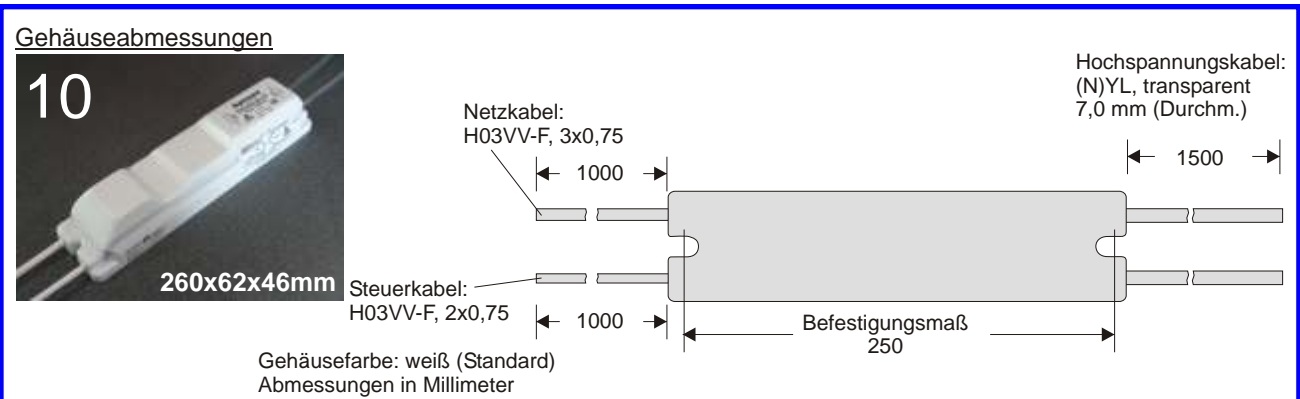 Gehäuseabmessungen
10
260x62x46mm
Netzkabel:
H03VV-F, 3x0,75
1000
Hochspannungskabel:
(N)YL, transparent
7,0 mm (Durchm.)
1500
Steuerkabel:
H03VV-F, 2x0,75
1000
Befestigungsmaß
250
Gehäusefarbe: weiß (Standard)
Abmessungen in Millimeter